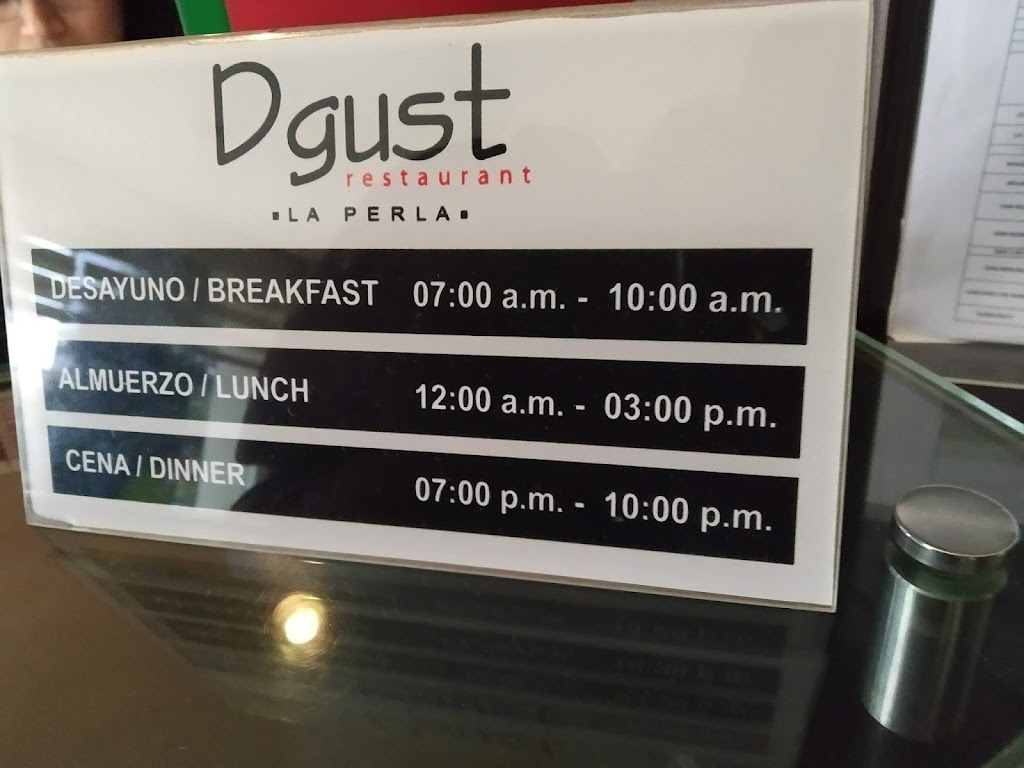 Dgust
restaurant
▪LA PERLA▪
DESAYUNO / BREAKFAST 07:00 a.m. - 10:00 a.m.
ALMUERZO / LUNCH 12:00 a.m. - 03:00 p.m.
CENA / DINNER 07:00 p.m. - 10:00 p.m.